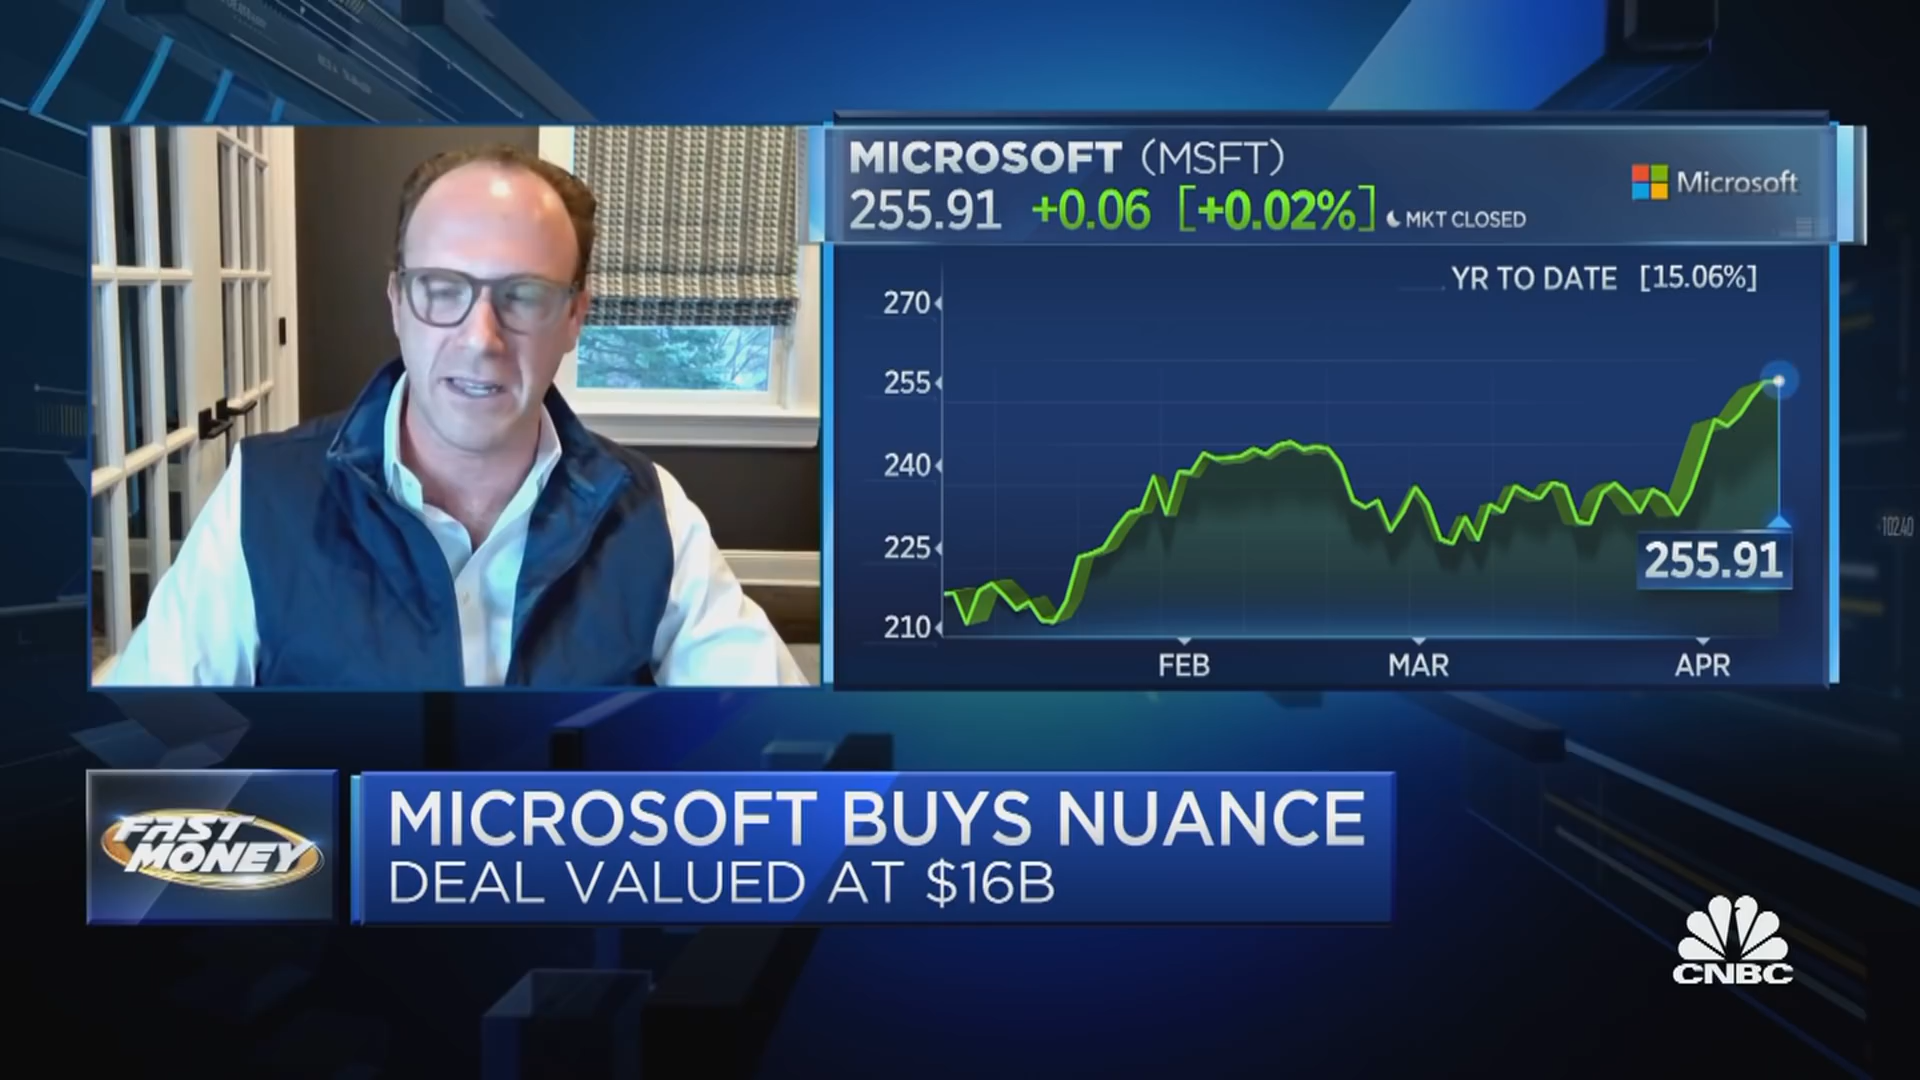 MICROSOFT (MSFT)
255.91 +0.06 [+0.02%] MKT CLOSED
Microsoft
YR TO DATE [15.06%]
270
255
240
225
210
255.91
FEB MAR APR
10240
FAST
MONEY
MICROSOFT BUYS NUANCE
DEAL VALUED AT $16B
CNBC